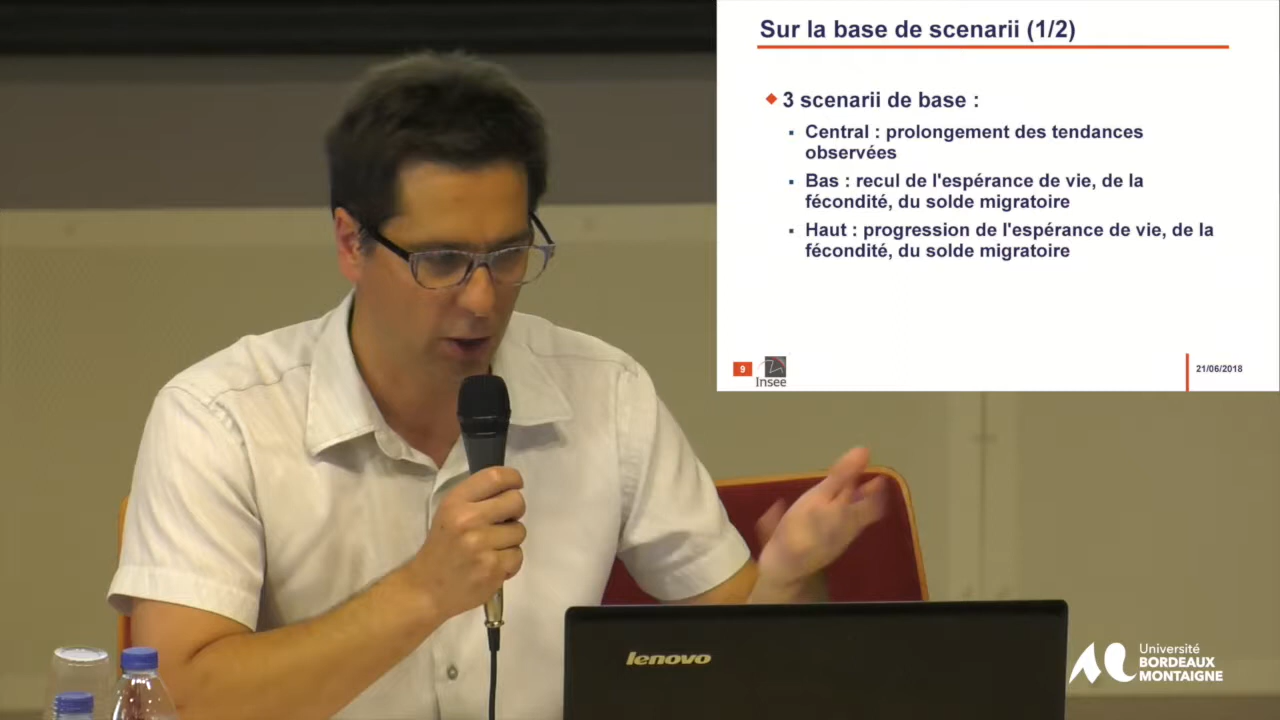 Sur la base de scenarii (1/2)
3 scenarii de base :
Central : prolongement des tendances
observées
Bas : recul de l'espérance de vie, de la
fécondité, du solde migratoire
Haut : progression de l'espérance de vie, de la
fécondité, du solde migratoire
9
Insee
21/06/2018
lenovo
Université
BORDEAUX
MONTAIGNE